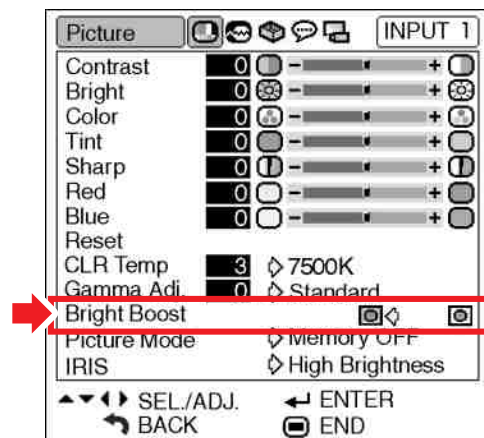 Picture INPUT 1
Contrast 0 - +
Bright 0 - +
Color 0 - +
Tint 0 - +
Sharp 0 - +
Red 0 - +
Blue 0 - +
Reset
CLR Temp 3 7500K
Gamma Adj. 0 Standard
Bright Boost
Picture Mode Memory OFF
IRIS High Brightness
SEL./ADJ. ENTER
BACK END